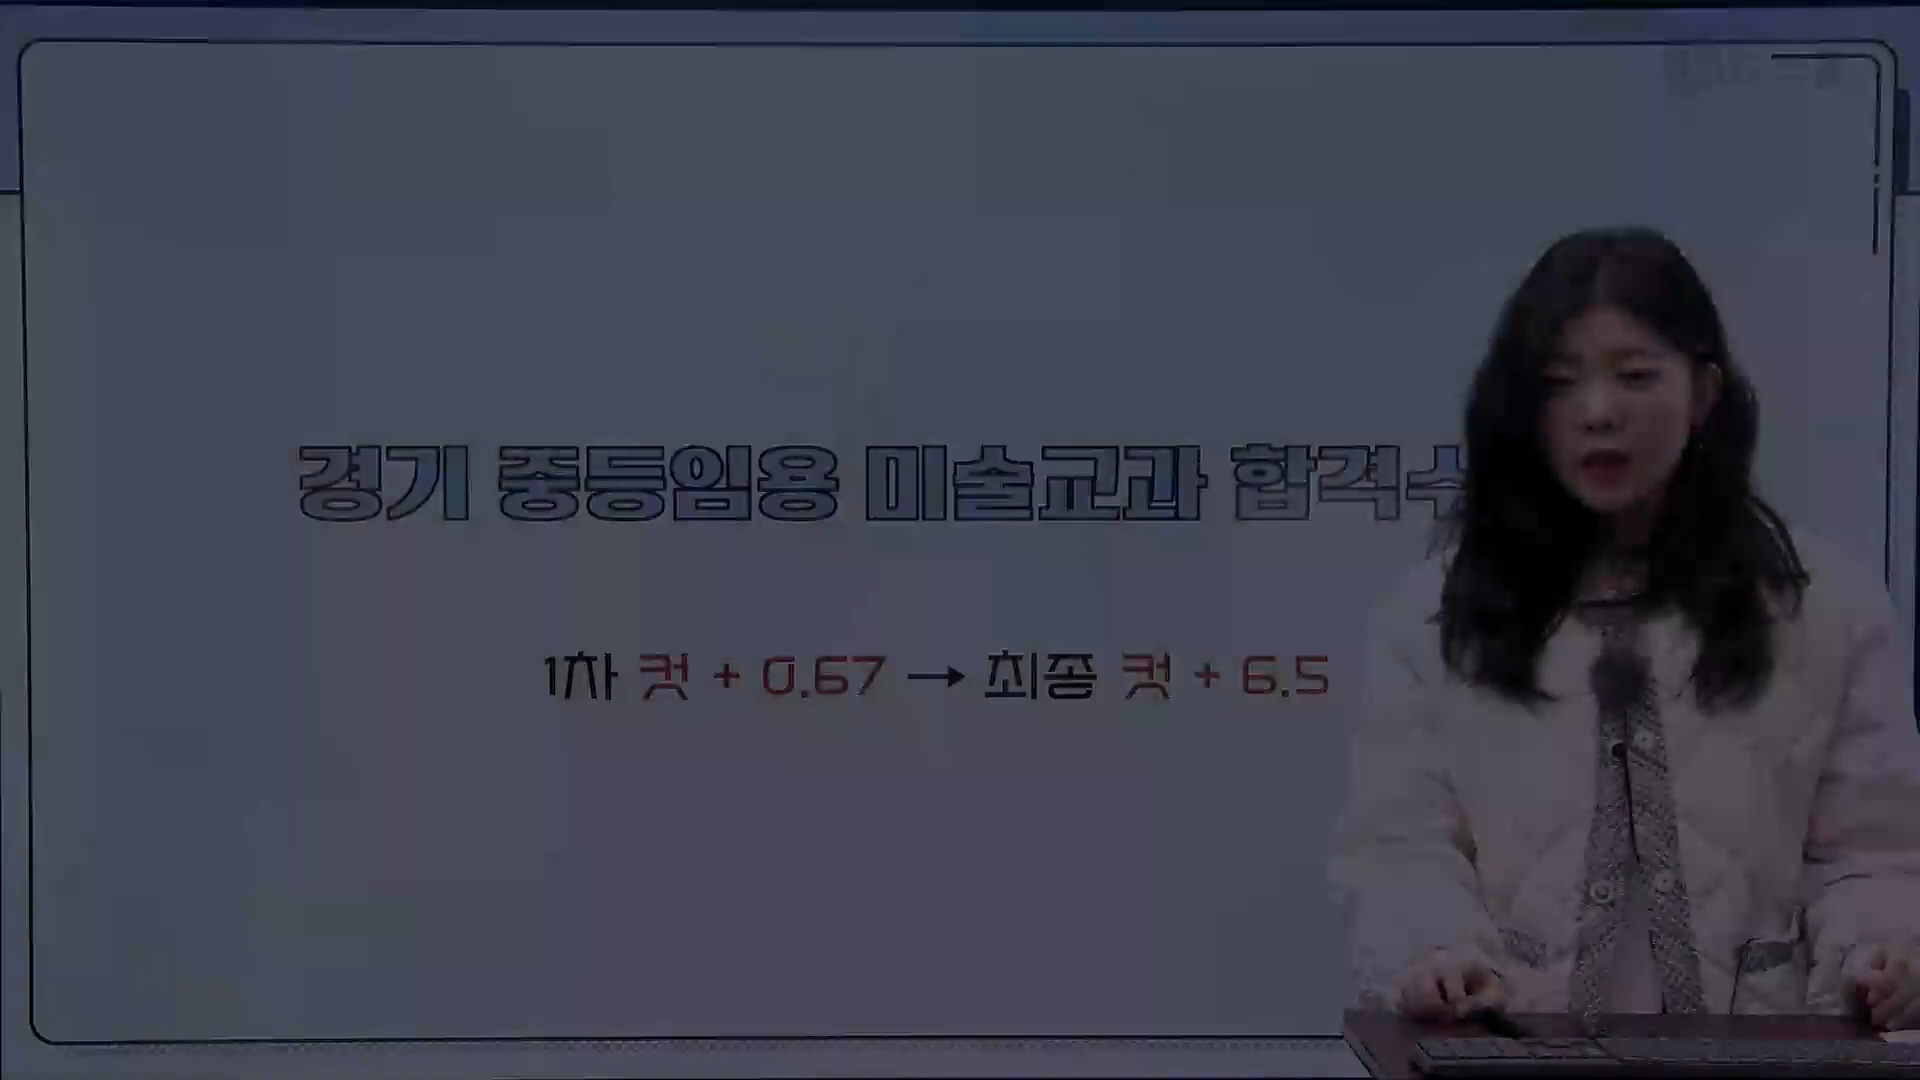 경기 중등임용 미술교과 합격수
1차 컷 + 0.67 → 최종 컷 + 6.5